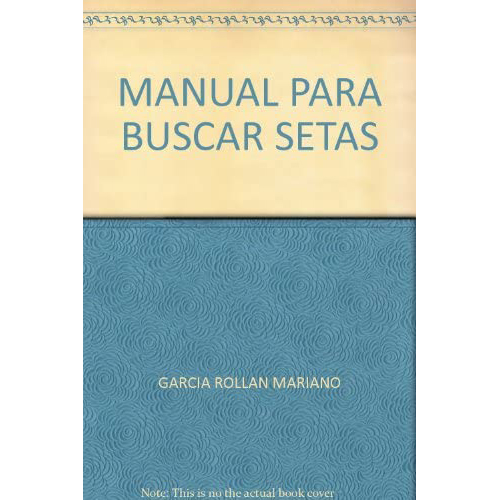 MANUAL PARA
BUSCAR SETAS
GARCIA ROLLAN MARIANO
Note: This is no the actual book cover